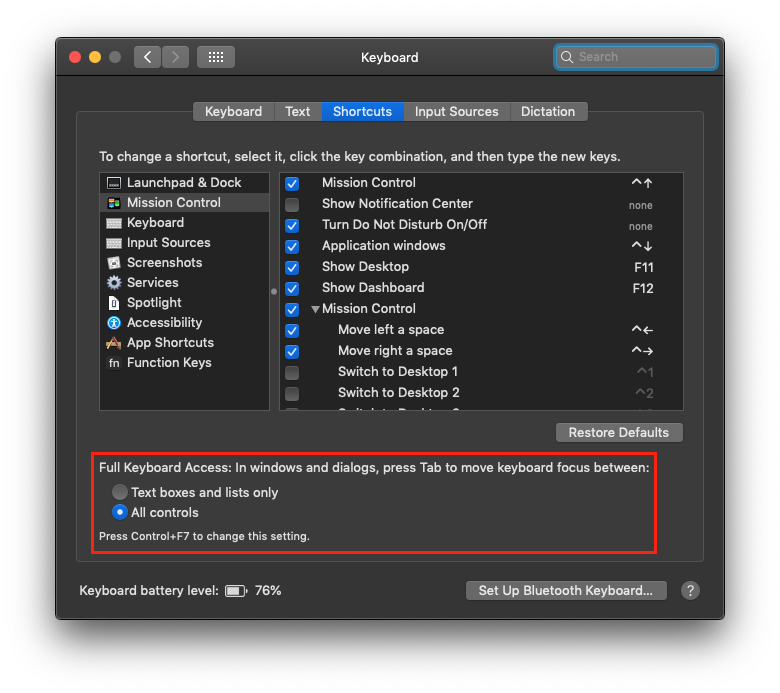 Keyboard
Search
Keyboard Text Shortcuts Input Sources Dictation
To change a shortcut, select it, click the key combination, and then type the new keys.
Launchpad & Dock
Mission Control
Keyboard
Input Sources
Screenshots
Services
Spotlight
Accessibility
App Shortcuts
fn Function Keys
Mission Control ^↑
Show Notification Center none
Turn Do Not Disturb On/Off none
Application windows ^↓
Show Desktop F11
Show Dashboard F12
Mission Control
Move left a space ^←
Move right a space ^→
Switch to Desktop 1 ^1
Switch to Desktop 2 ^2
Restore Defaults
Full Keyboard Access: In windows and dialogs, press Tab to move keyboard focus between:
Text boxes and lists only
All controls
Press Control+F7 to change this setting.
Keyboard battery level: 76%
Set Up Bluetooth Keyboard... ?